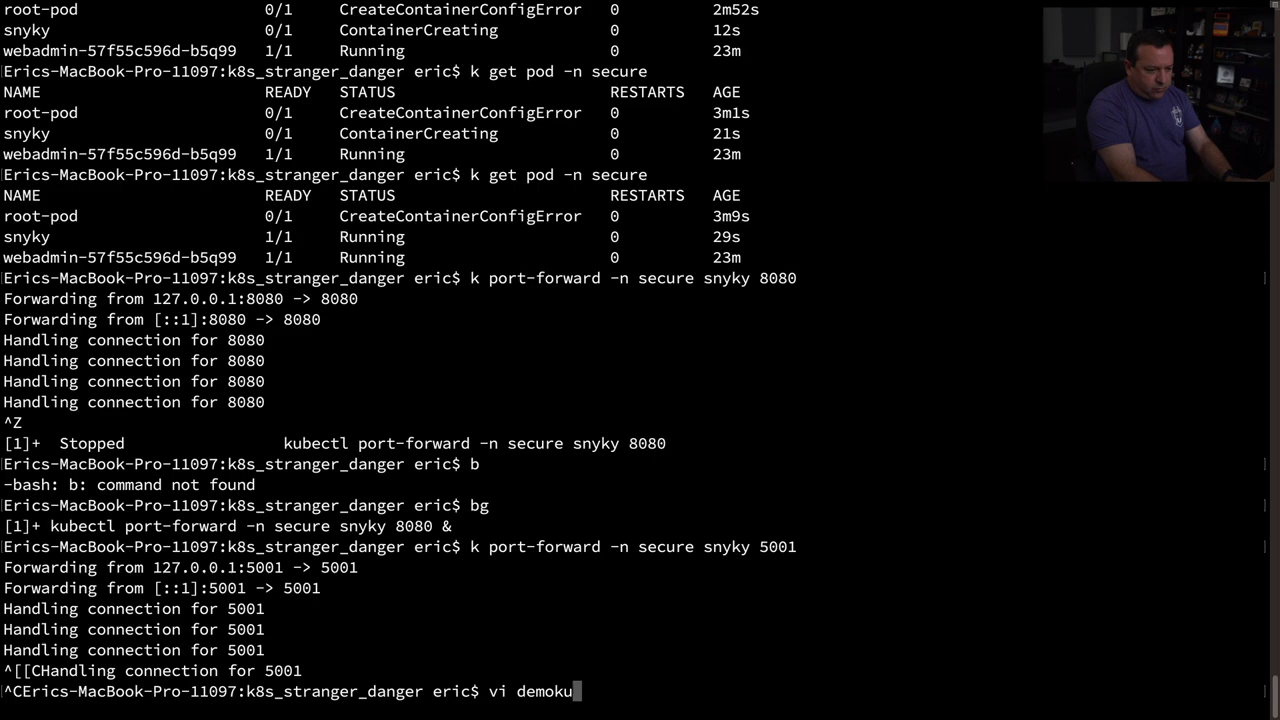 root-pod 0/1 CreateContainerConfigError 0 2m52s
snyky 0/1 ContainerCreating 0 12s
webadmin-57f55c596d-b5q99 1/1 Running 0 23m
Erics-MacBook-Pro-11097:k8s_stranger_danger eric$ k get pod -n secure
NAME READY STATUS RESTARTS AGE
root-pod 0/1 CreateContainerConfigError 0 3m1s
snyky 0/1 ContainerCreating 0 21s
webadmin-57f55c596d-b5q99 1/1 Running 0 23m
Erics-MacBook-Pro-11097:k8s_stranger_danger eric$ k get pod -n secure
NAME READY STATUS RESTARTS AGE
root-pod 0/1 CreateContainerConfigError 0 3m9s
snyky 1/1 Running 0 29s
webadmin-57f55c596d-b5q99 1/1 Running 0 23m
Erics-MacBook-Pro-11097:k8s_stranger_danger eric$ k port-forward -n secure snyky 8080
Forwarding from 127.0.0.1:8080 -> 8080
Forwarding from [::1]:8080 -> 8080
Handling connection for 8080
Handling connection for 8080
Handling connection for 8080
Handling connection for 8080
^Z
[1]+  Stopped                 kubectl port-forward -n secure snyky 8080
Erics-MacBook-Pro-11097:k8s_stranger_danger eric$ b
-bash: b: command not found
Erics-MacBook-Pro-11097:k8s_stranger_danger eric$ bg
[1]+ kubectl port-forward -n secure snyky 8080 &
Erics-MacBook-Pro-11097:k8s_stranger_danger eric$ k port-forward -n secure snyky 5001
Forwarding from 127.0.0.1:5001 -> 5001
Forwarding from [::1]:5001 -> 5001
Handling connection for 5001
Handling connection for 5001
Handling connection for 5001
^[[CHandling connection for 5001
^CErics-MacBook-Pro-11097:k8s_stranger_danger eric$ vi demoku